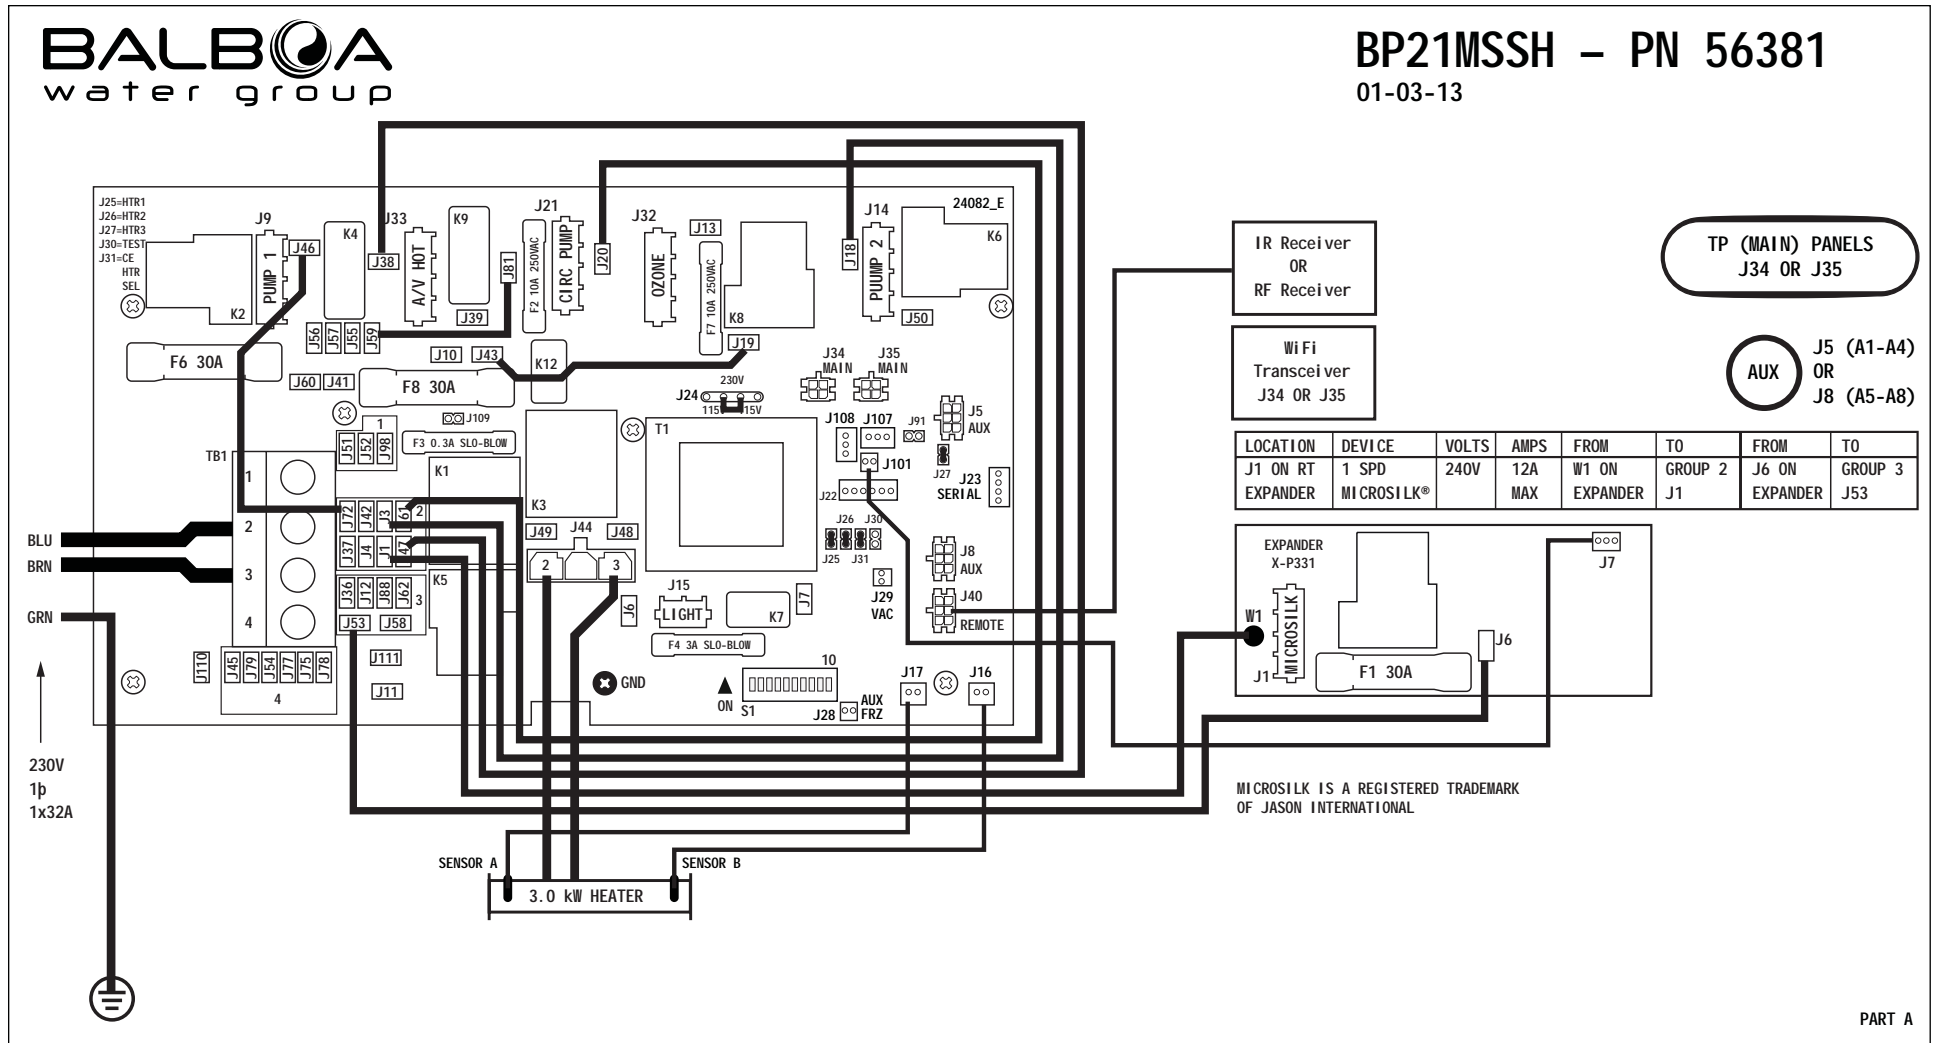 BALBOA
water group
BP21MSSH – PN 56381
01-03-13
J25=HTR1
J26=HTR2
J27=HTR3
J30=TEST
J31=CE
HTR
SEL
J9
PUMP 1
K2
J46
K4
J33
J38
A/V HOT
K9
J39
J81
J21
F2 10A 250VAC
CIRC PUMP
J20
J32
OZONE
J13
F7 10A 250VAC
K8
J19
J14
J18
PUUMP 2
24082_E
K6
J50
J56
J57
J55
J59
F6 30A
J60
J41
J10
J43
F8 30A
K12
J109
F3 0.3A SLO-BLOW
J24
230V
115V
115V
J34
MAIN
J35
MAIN
J5
AUX
J108
J107
J91
J101
J27
J23
SERIAL
J22
T1
TB1
1
2
3
4
1
J51
J52
J98
J72
J42
J3
61
2
J37
J4
J1
47
J36
J12
J88
J62
3
J53
J58
K1
K3
K5
J49
J44
J48
2
3
J6
J15
LIGHT
K7
J7
F4 3A SLO-BLOW
J26
J30
J25
J31
J29
VAC
J8
AUX
J40
REMOTE
J110
J45
J79
J54
J77
J75
J78
4
J111
J11
GND
ON
S1
10
J28
AUX
FRZ
J17
J16
BLU
BRN
GRN
230V
1þ
1x32A
SENSOR A
SENSOR B
3.0 kW HEATER
IR Receiver
OR
RF Receiver
WiFi
Transceiver
J34 OR J35
TP (MAIN) PANELS
J34 OR J35
AUX
J5 (A1-A4)
OR
J8 (A5-A8)
LOCATION DEVICE VOLTS AMPS FROM TO FROM TO
J1 ON RT 1 SPD 240V 12A W1 ON GROUP 2 J6 ON GROUP 3
EXPANDER MICROSILK® MAX EXPANDER J1 EXPANDER J53
EXPANDER
X-P331
J7
W1
MICROSILK
J1
F1 30A
J6
MICROSILK IS A REGISTERED TRADEMARK
OF JASON INTERNATIONAL
PART A